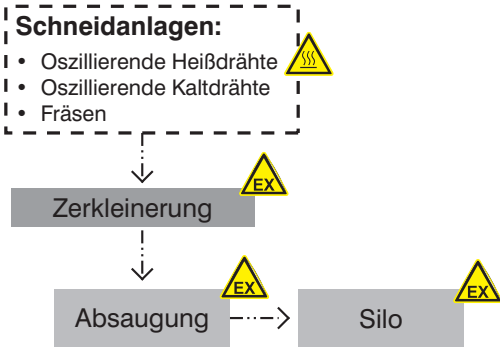 Schneidanlagen:
• Oszillierende Heißdrähte
• Oszillierende Kaltdrähte
• Fräsen
EX
Zerkleinerung
EX
EX
Absaugung
Silo